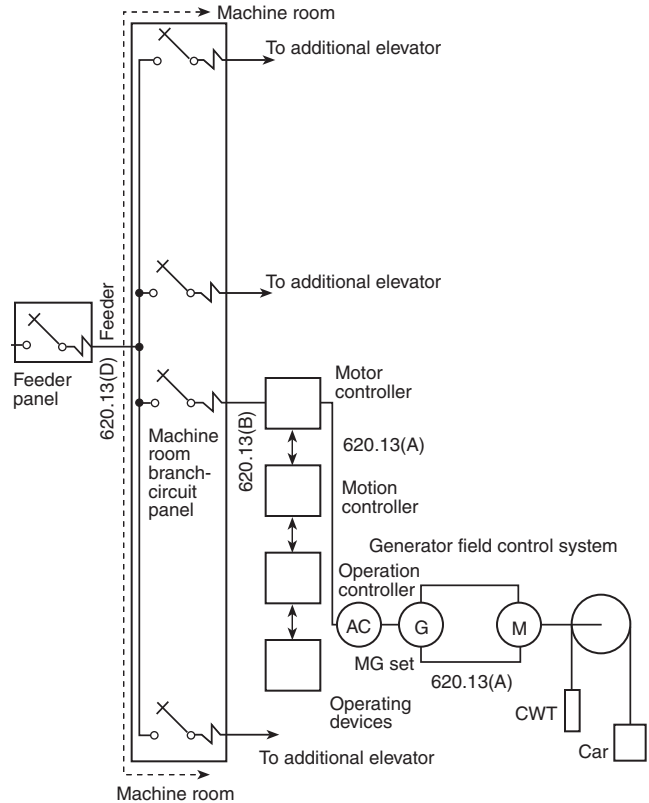 Machine room
To additional elevator
To additional elevator
Feeder
620.13(D)
Feeder
panel
Machine
room
branch-
circuit
panel
620.13(B)
Motor
controller
620.13(A)
Motion
controller
Generator field control system
Operation
controller
AC
G
M
MG set
620.13(A)
Operating
devices
CWT
Car
To additional elevator
Machine room